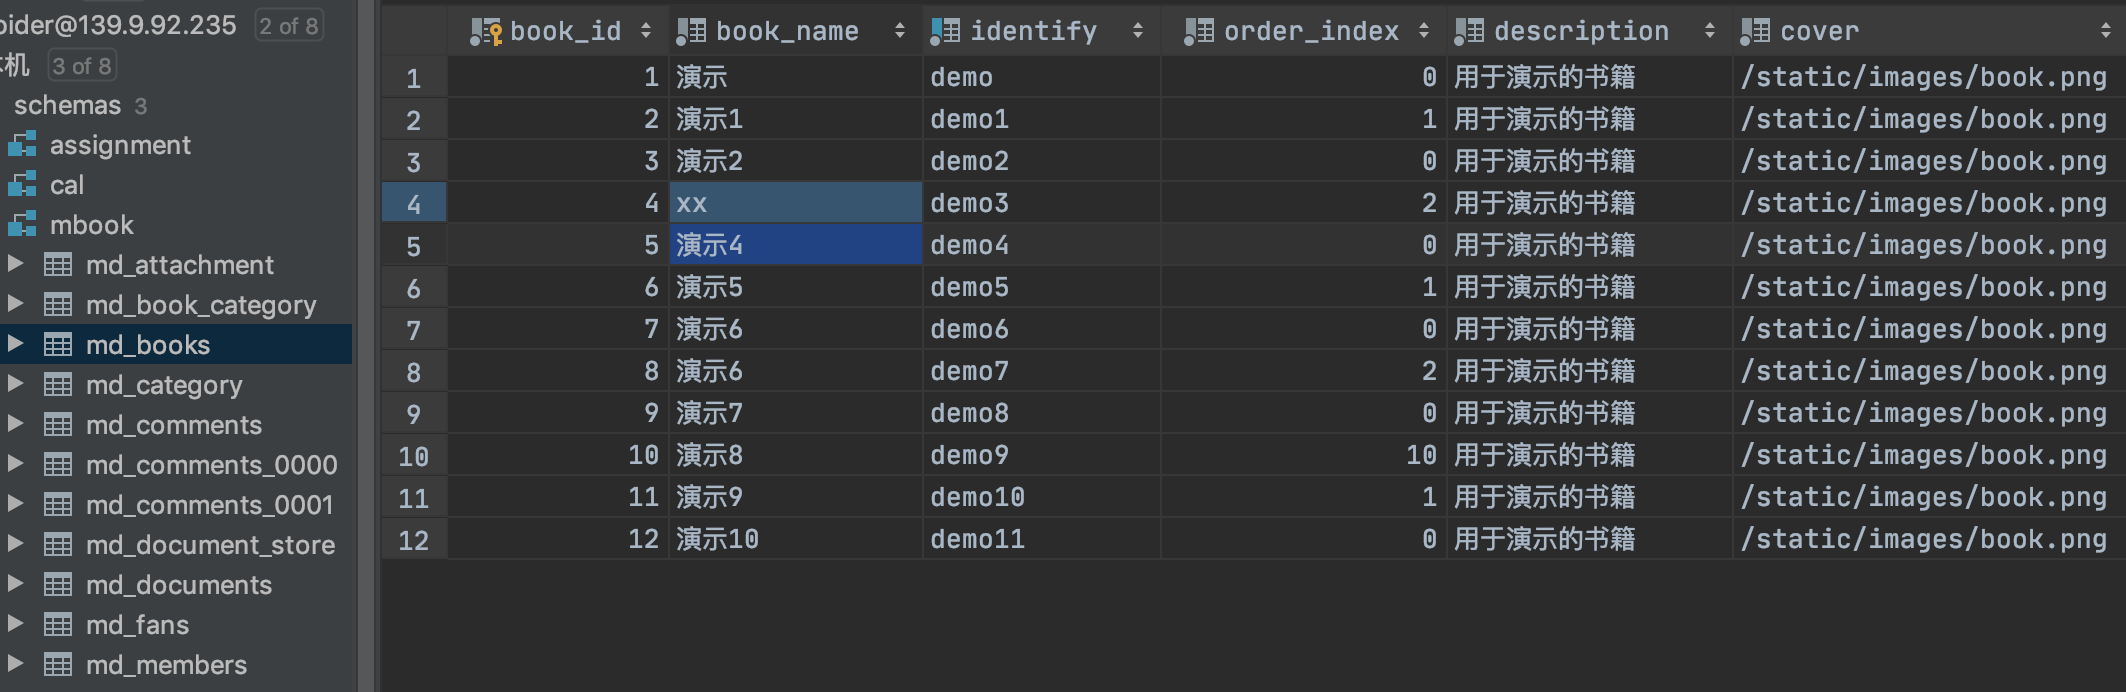 pider@139.9.92.235 2 of 8
机 3 of 8
schemas 3
assignment
cal
mbook
md_attachment
md_book_category
md_books
md_category
md_comments
md_comments_0000
md_comments_0001
md_document_store
md_documents
md_fans
md_members
book_id book_name identify order_index description cover
1 1 演示 demo 0 用于演示的书籍 /static/images/book.png
2 2 演示1 demo1 1 用于演示的书籍 /static/images/book.png
3 3 演示2 demo2 0 用于演示的书籍 /static/images/book.png
4 4 xx demo3 2 用于演示的书籍 /static/images/book.png
5 5 演示4 demo4 0 用于演示的书籍 /static/images/book.png
6 6 演示5 demo5 1 用于演示的书籍 /static/images/book.png
7 7 演示6 demo6 0 用于演示的书籍 /static/images/book.png
8 8 演示6 demo7 2 用于演示的书籍 /static/images/book.png
9 9 演示7 demo8 0 用于演示的书籍 /static/images/book.png
10 10 演示8 demo9 10 用于演示的书籍 /static/images/book.png
11 11 演示9 demo10 1 用于演示的书籍 /static/images/book.png
12 12 演示10 demo11 0 用于演示的书籍 /static/images/book.png